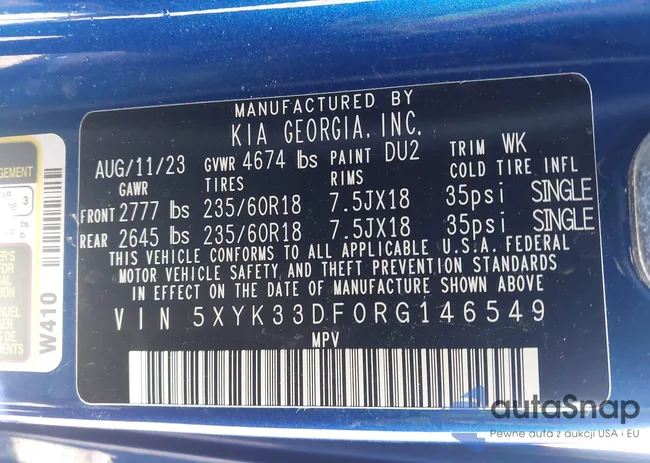 MANUFACTURED BY
KIA GEORGIA, INC.
AUG/11/23 GVWR 4674 lbs PAINT DU2 TRIM WK
GAWR TIRES RIMS COLD TIRE INFL
FRONT 2777 lbs 235/60R18 7.5JX18 35psi SINGLE
REAR 2645 lbs 235/60R18 7.5JX18 35psi SINGLE
THIS VEHICLE CONFORMS TO ALL APPLICABLE U.S.A. FEDERAL
MOTOR VEHICLE SAFETY AND THEFT PREVENTION STANDARDS
IN EFFECT ON THE DATE OF MANUFACTURE SHOWN ABOVE
VIN 5XYK33DF0RG146549
MPV
W410
autaSnap
Pewne auta z aukcji USA i EU